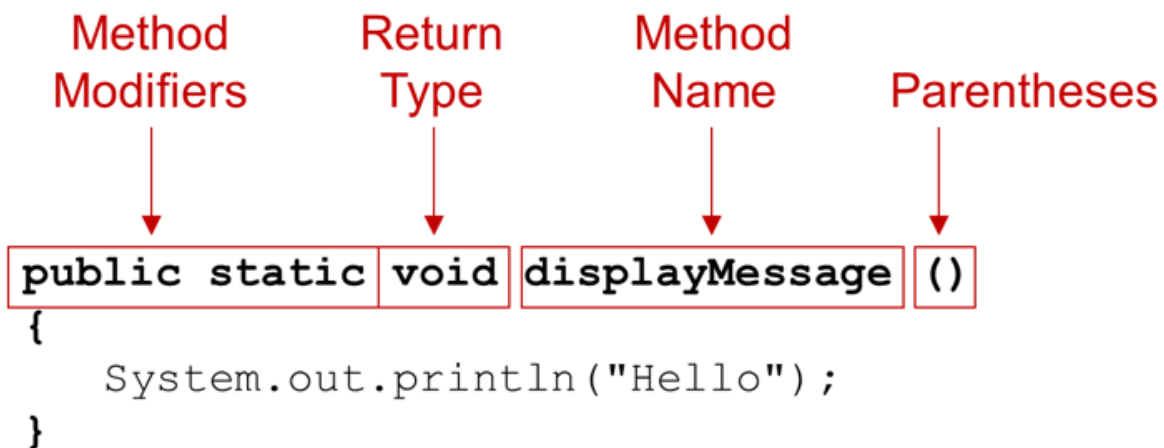 Method Modifiers
Return Type
Method Name
Parentheses
public static void displayMessage ()
{
    System.out.println("Hello");
}